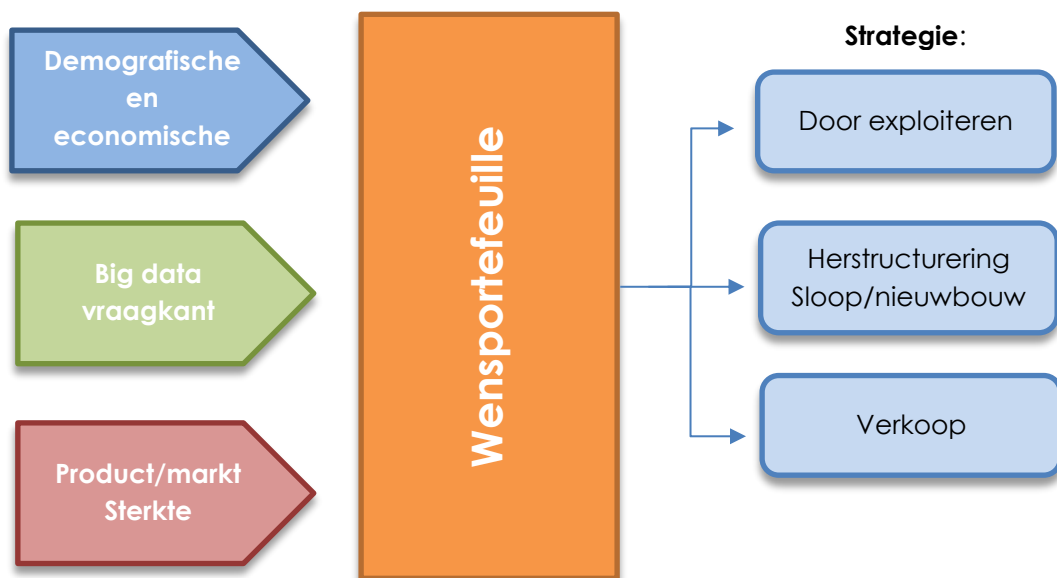 Demografische
en
economische
Big data
vraagkant
Product/markt
Sterkte
Wensportefeuille
Strategie:
Door exploiteren
Herstructurering
Sloop/nieuwbouw
Verkoop